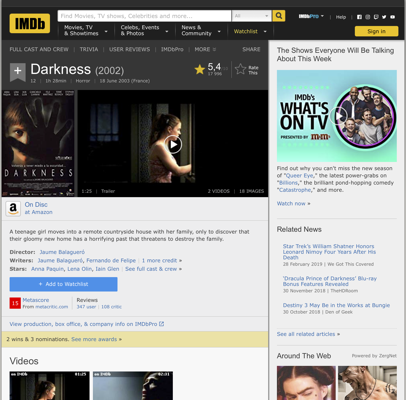 IMDb
Find Movies, TV shows, Celebrities and more...
All
IMDbPro
Help
Movies, TV
& Showtimes
Celebs, Events
& Photos
News &
Community
Watchlist
Sign in
FULL CAST AND CREW | TRIVIA | USER REVIEWS | IMDbPro | MORE
SHARE
Darkness (2002)
12 | 1h 28min | Horror | 18 June 2003 (France)
5,4
Rate
This
DARKNESS
1:25 | Trailer
2 VIDEOS | 18 IMAGES
On Disc
at Amazon
A teenage girl moves into a remote countryside house with her family, only to discover that
their gloomy new home has a horrifying past that threatens to destroy the family.
Director: Jaume Balagueró
Writers: Jaume Balagueró, Fernando de Felipe | 1 more credit »
Stars: Anna Paquin, Lena Olin, Iain Glen | See full cast & crew »
+ Add to Watchlist
15
Metascore
From metacritic.com
Reviews
347 user | 108 critic
View production, box office, & company info on IMDbPro
2 wins & 3 nominations. See more awards »
Videos
The Shows Everyone Will Be Talking
About This Week
IMDb's
WHAT'S
ON TV
PRESENTED BY m&m's
Find out why you can't miss the new season
of "Queer Eye," the latest power-grabs on
"Billions," the brilliant pond-hopping comedy
"Catastrophe," and more.
Watch now »
Related News
Star Trek's William Shatner Honors
Leonard Nimoy Four Years After His
Death
28 February 2019 | We Got This Covered
'Dracula Prince of Darkness' Blu-ray
Bonus Features Revealed
30 November 2018 | TheHDRoom
Destiny 3 May be in the Works at Bungie
30 October 2018 | Den of Geek
See all related articles »
Around The Web
Powered by ZergNet